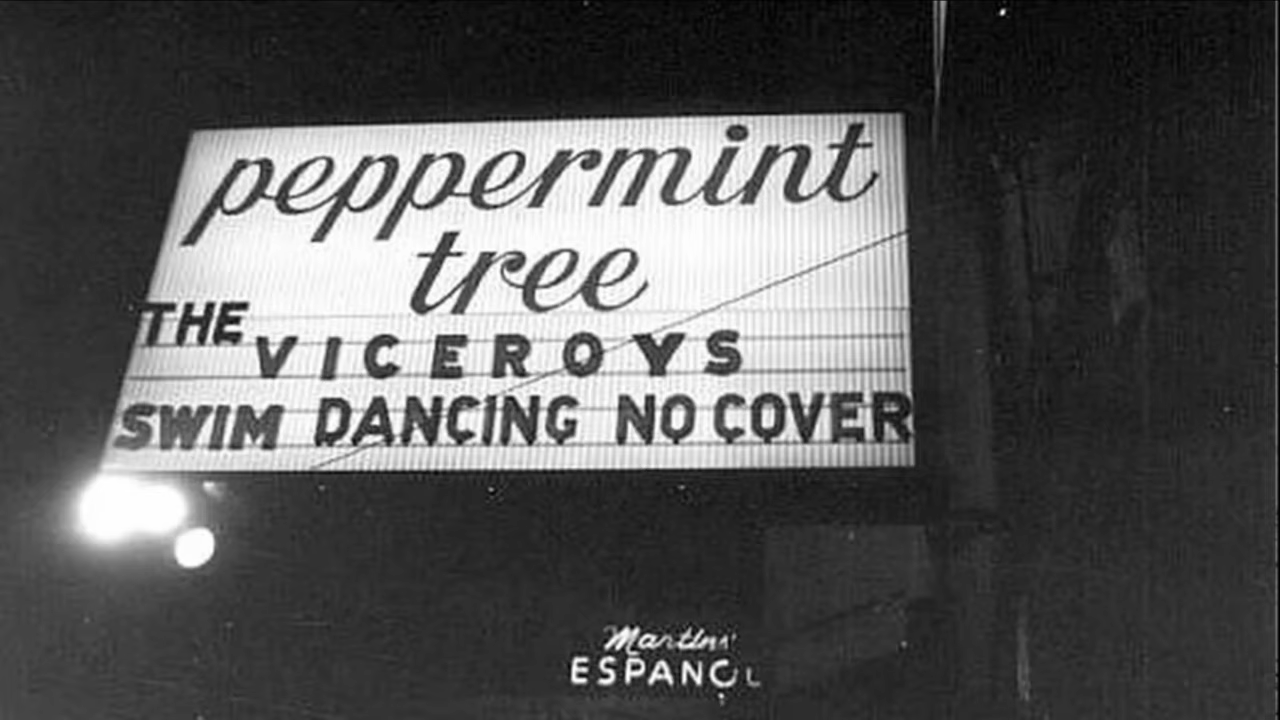 peppermint
tree
THE
VICEROYS
SWIM DANCING NO COVER
Martins'
ESPANOL